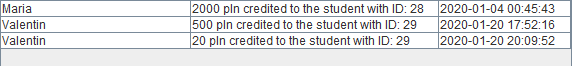 Maria 2000 pln credited to the student with ID: 28 2020-01-04 00:45:43
Valentin 500 pln credited to the student with ID: 29 2020-01-20 17:52:16
Valentin 20 pln credited to the student with ID: 29 2020-01-20 20:09:52